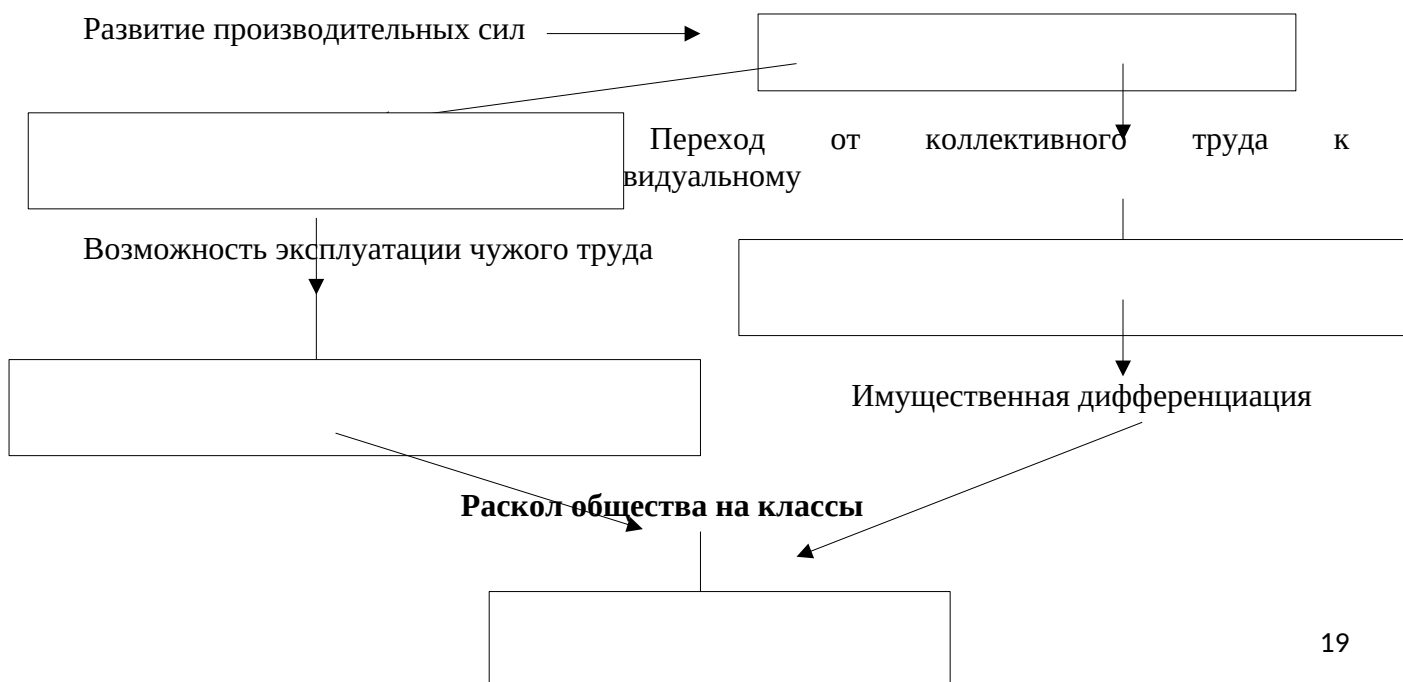 Развитие производительных сил
Переход от коллективного труда к
видуальному
Возможность эксплуатации чужого труда
Имущественная дифференциация
Раскол общества на классы
19